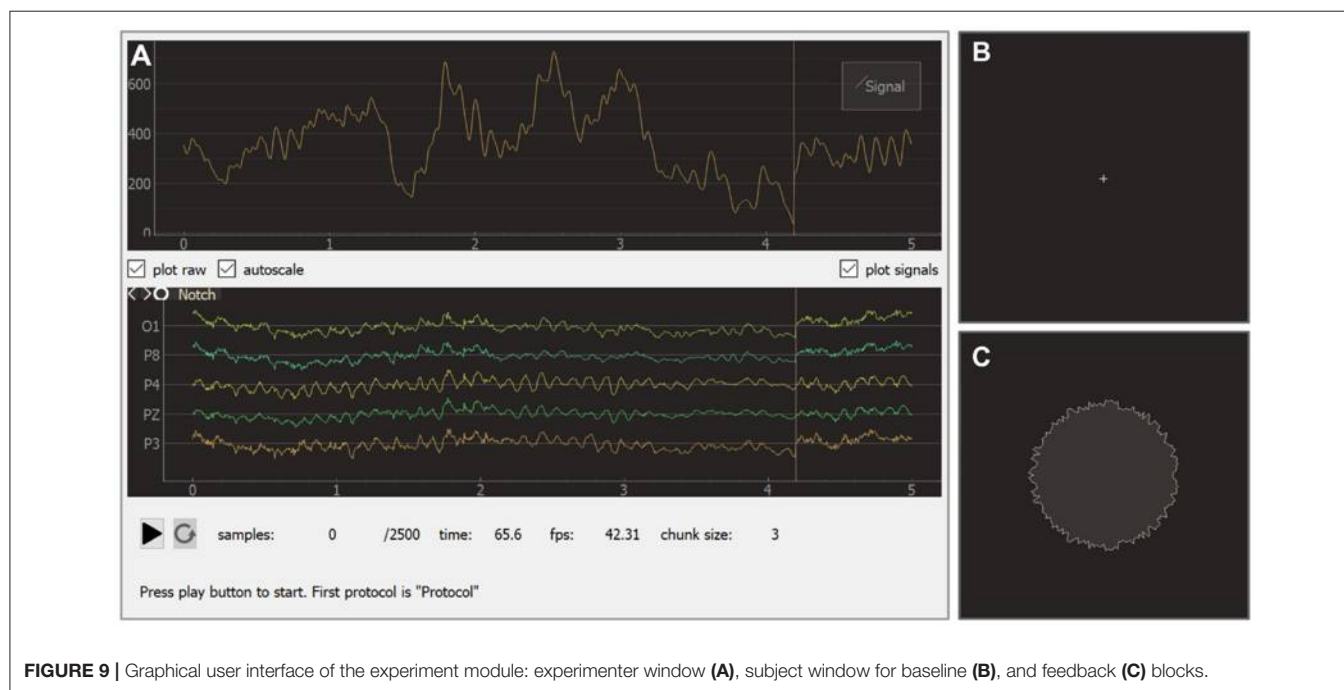 A
600
400
200
0
Signal
0 1 2 3 4 5
plot raw autoscale plot signals
Notch
O1
P8
P4
PZ
P3
0 1 2 3 4 5
samples: 0 /2500 time: 65.6 fps: 42.31 chunk size: 3
Press play button to start. First protocol is "Protocol"
B
C
FIGURE 9 | Graphical user interface of the experiment module: experimenter window (A), subject window for baseline (B), and feedback (C) blocks.